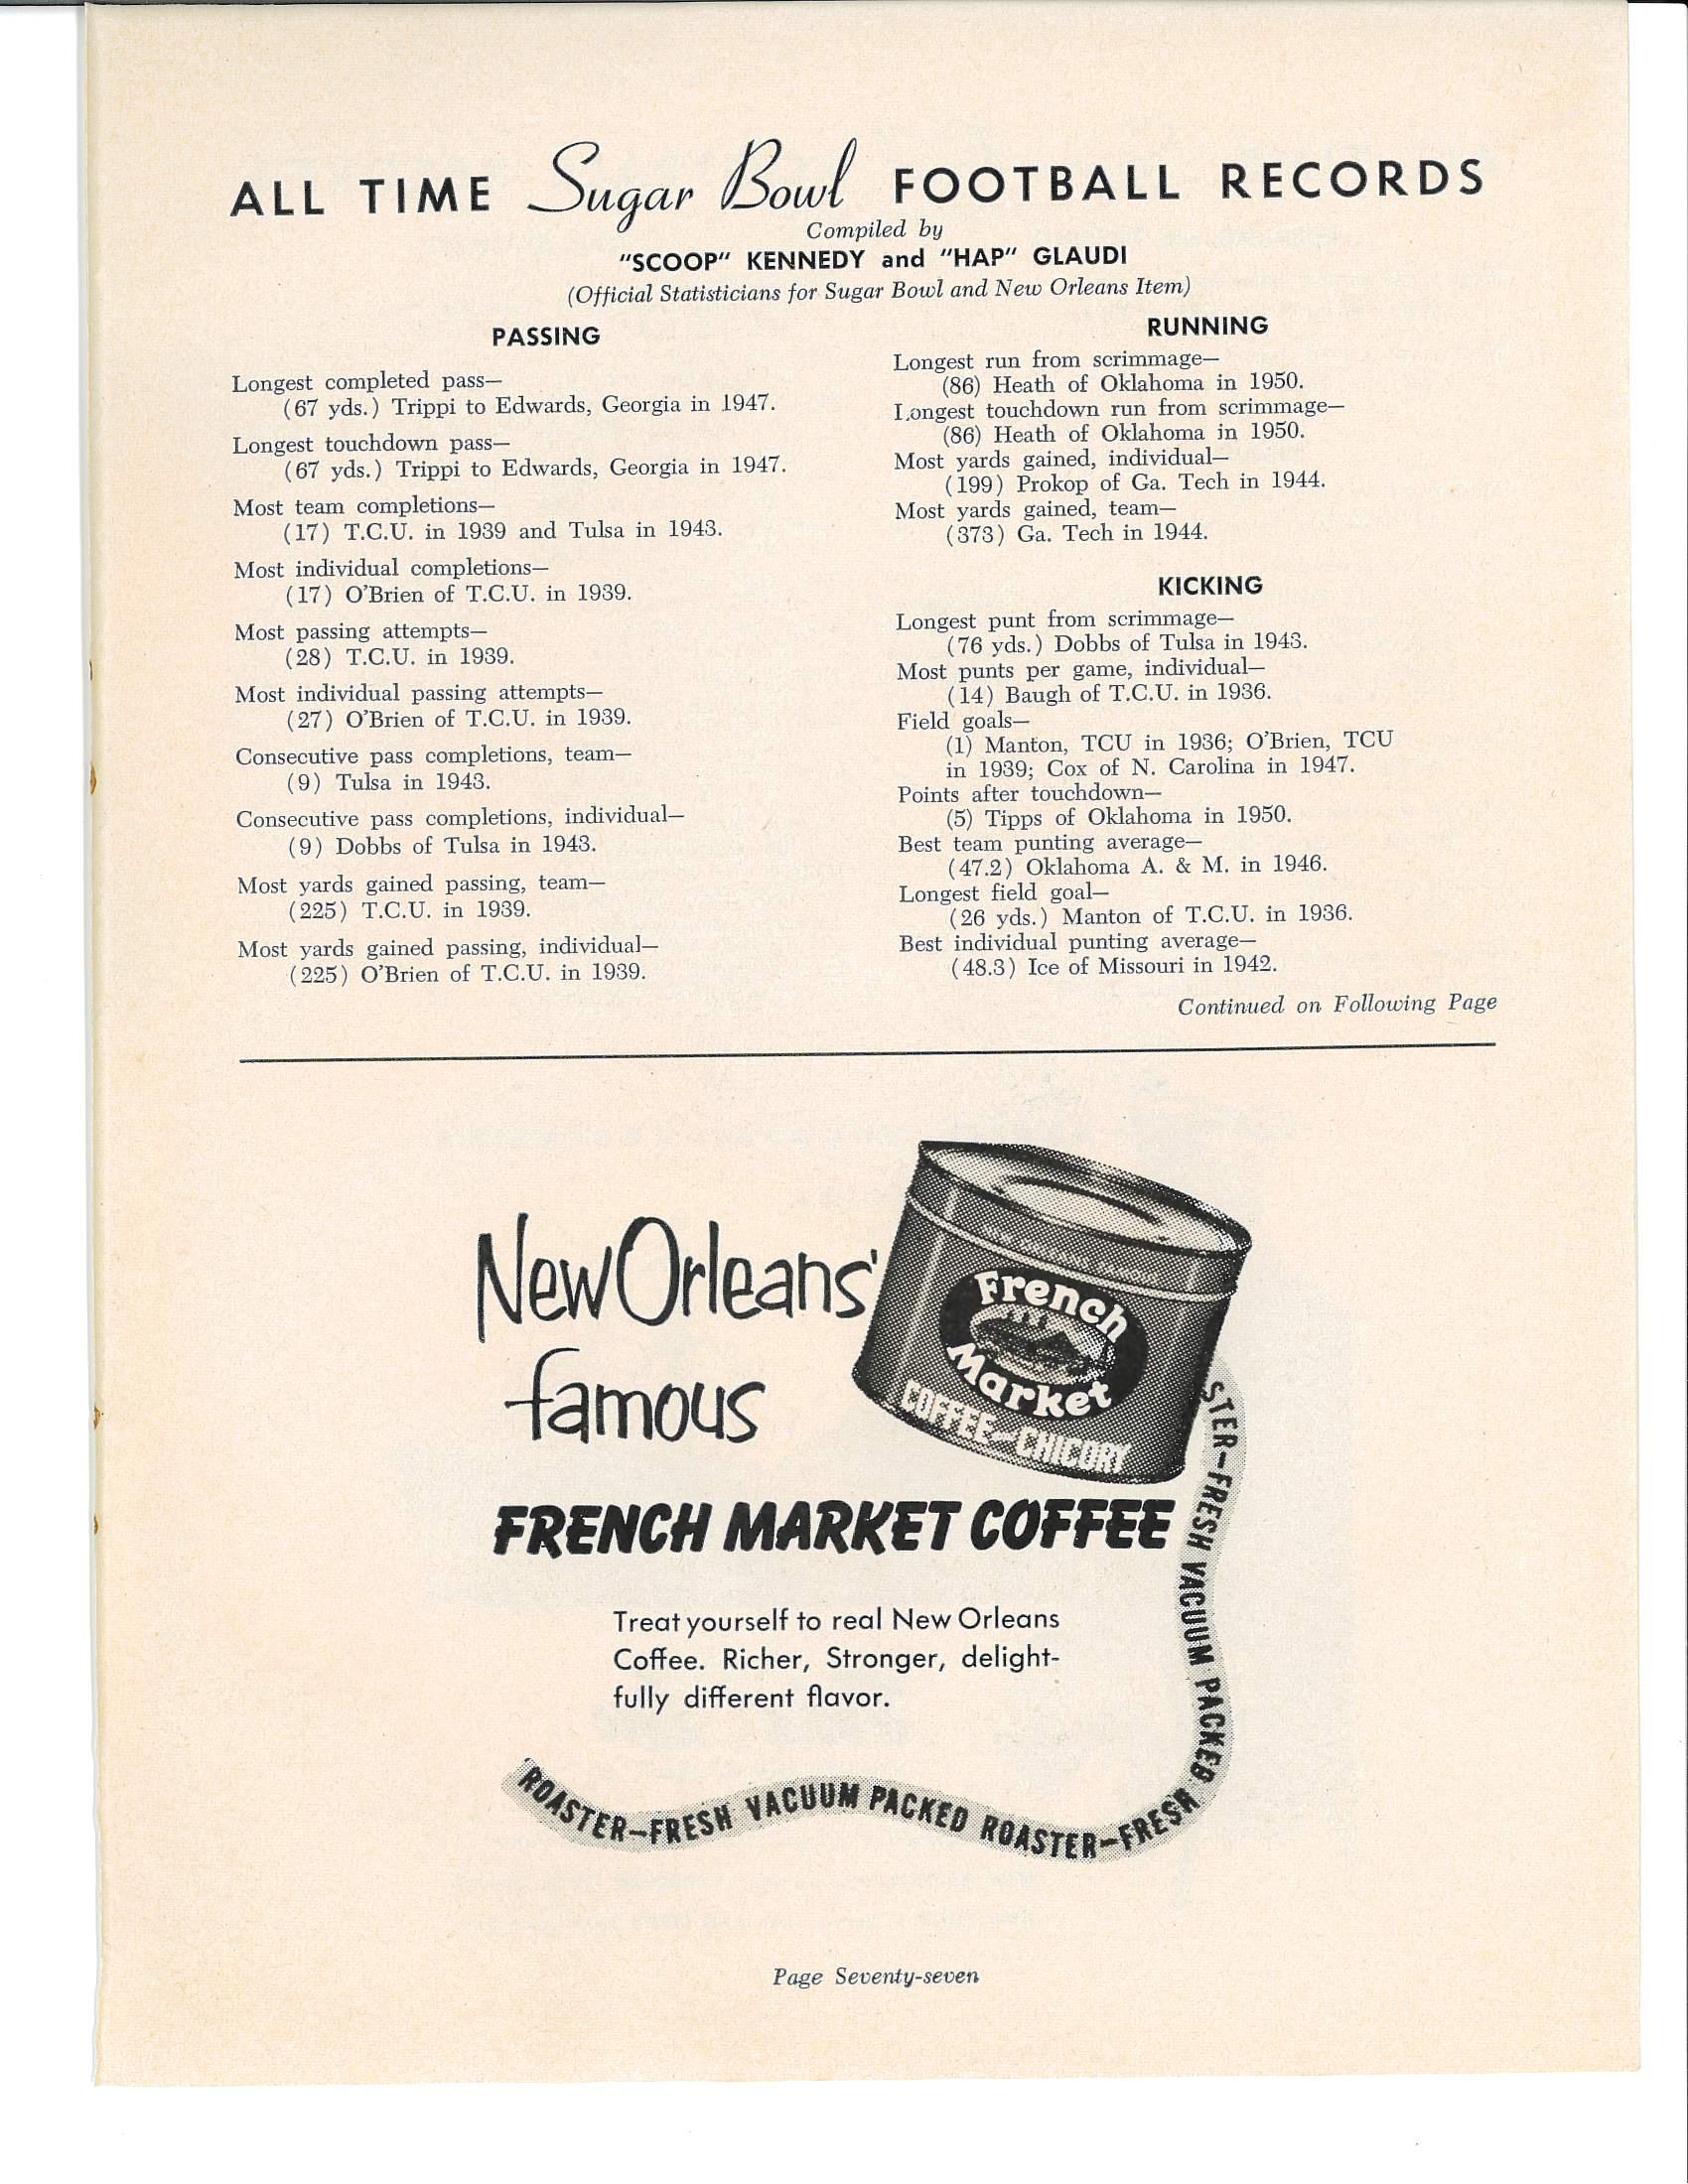 ALL TIME Sugar Bowl FOOTBALL RECORDS
Compiled by
"SCOOP" KENNEDY and "HAP" GLAUDI
(Official Statisticians for Sugar Bowl and New Orleans Item)
PASSING
Longest completed pass—
(67 yds.) Trippi to Edwards, Georgia in 1947.
Longest touchdown pass—
(67 yds.) Trippi to Edwards, Georgia in 1947.
Most team completions—
(17) T.C.U. in 1939 and Tulsa in 1943.
Most individual completions—
(17) O'Brien of T.C.U. in 1939.
Most passing attempts—
(28) T.C.U. in 1939.
Most individual passing attempts—
(27) O'Brien of T.C.U. in 1939.
Consecutive pass completions, team—
(9) Tulsa in 1943.
Consecutive pass completions, individual—
(9) Dobbs of Tulsa in 1943.
Most yards gained passing, team—
(225) T.C.U. in 1939.
Most yards gained passing, individual—
(225) O'Brien of T.C.U. in 1939.
RUNNING
Longest run from scrimmage—
(86) Heath of Oklahoma in 1950.
Longest touchdown run from scrimmage—
(86) Heath of Oklahoma in 1950.
Most yards gained, individual—
(199) Prokop of Ga. Tech in 1944.
Most yards gained, team—
(373) Ga. Tech in 1944.
KICKING
Longest punt from scrimmage—
(76 yds.) Dobbs of Tulsa in 1943.
Most punts per game, individual—
(14) Baugh of T.C.U. in 1936.
Field goals—
(1) Manton, TCU in 1936; O'Brien, TCU
in 1939; Cox of N. Carolina in 1947.
Points after touchdown—
(5) Tipps of Oklahoma in 1950.
Best team punting average—
(47.2) Oklahoma A. & M. in 1946.
Longest field goal—
(26 yds.) Manton of T.C.U. in 1936.
Best individual punting average—
(48.3) Ice of Missouri in 1942.
Continued on Following Page
New Orleans'
famous
French
Market
COFFEE AND CHICORY
FRENCH MARKET COFFEE
Treat yourself to real New Orleans
Coffee. Richer, Stronger, delight-
fully different flavor.
ROASTER-FRESH VACUUM PACKED ROASTER-FRESH VACUUM PACKED
STER-FRESH
Page Seventy-seven